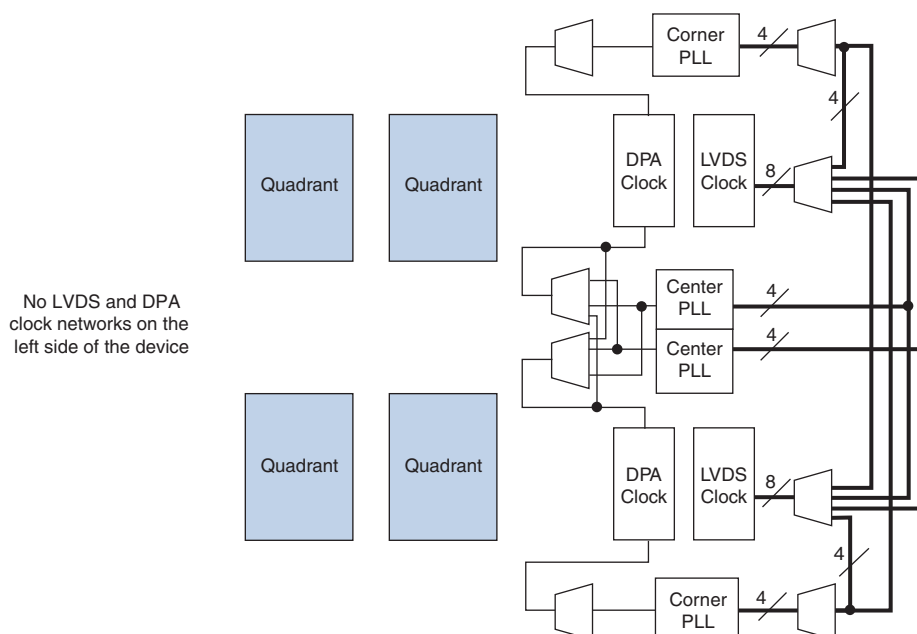 Corner
PLL
4
4
Quadrant
Quadrant
DPA
Clock
LVDS
Clock
8
No LVDS and DPA
clock networks on the
left side of the device
Center
PLL
4
Center
PLL
4
Quadrant
Quadrant
DPA
Clock
LVDS
Clock
8
4
Corner
PLL
4